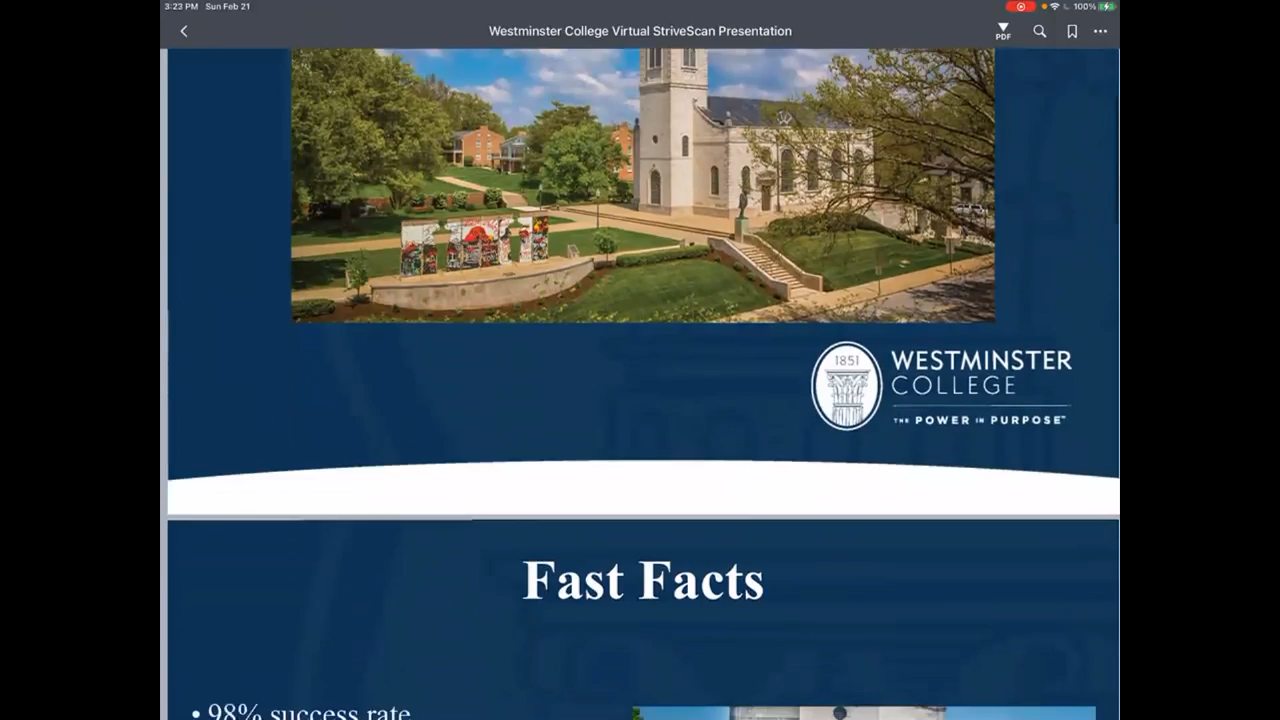 3:23 PM Sun Feb 21
100%
Westminster College Virtual StriveScan Presentation
PDF
1851
WESTMINSTER
COLLEGE
THE POWER IN PURPOSE™
Fast Facts
• 98% success rate